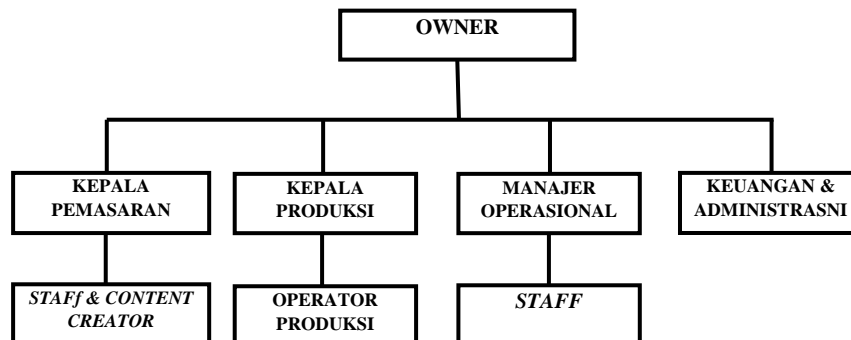 OWNER
KEPALA
PEMASARAN
KEPALA
PRODUKSI
MANAJER
OPERASIONAL
KEUANGAN &
ADMINISTRASNI
STAFf & CONTENT
CREATOR
OPERATOR
PRODUKSI
STAFF